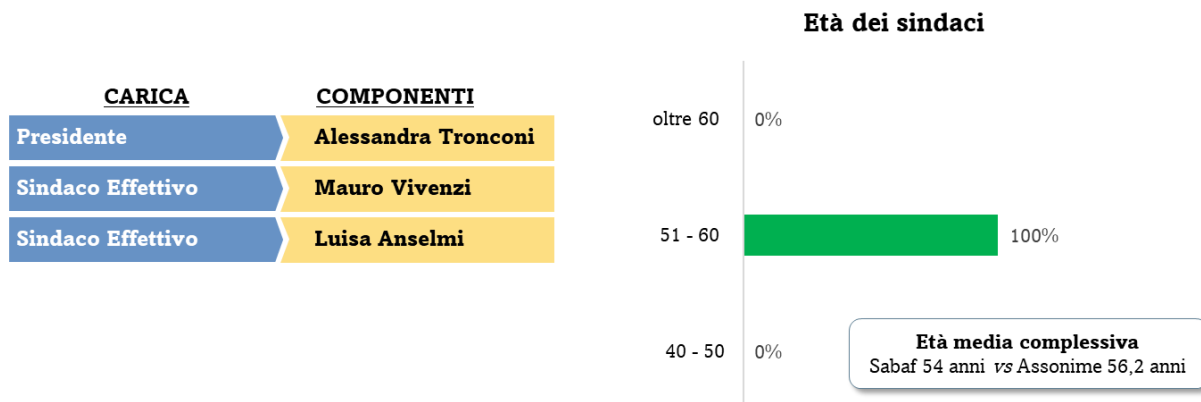 Età dei sindaci
CARICA COMPONENTI
Presidente Alessandra Tronconi
Sindaco Effettivo Mauro Vivenzi
Sindaco Effettivo Luisa Anselmi
oltre 60 0%
51 - 60 100%
40 - 50 0%
Età media complessiva
Sabaf 54 anni vs Assonime 56,2 anni